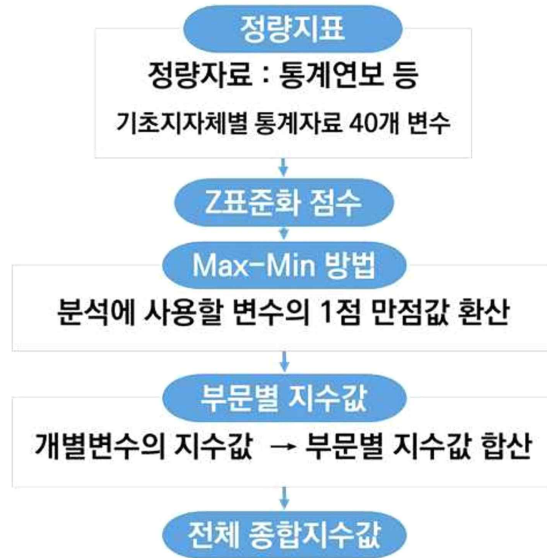 정량지표
정량자료 : 통계연보 등
기초지자체별 통계자료 40개 변수
Z표준화 점수
Max-Min 방법
분석에 사용할 변수의 1점 만점값 환산
부문별 지수값
개별변수의 지수값 → 부문별 지수값 합산
전체 종합지수값